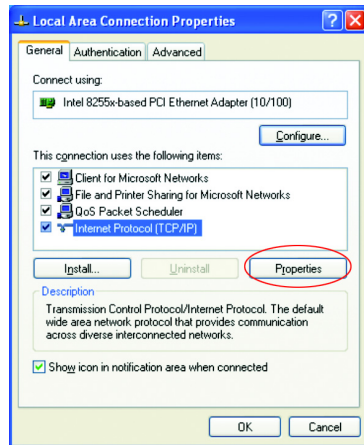 Local Area Connection Properties
General Authentication Advanced
Connect using:
Intel 8255x-based PCI Ethernet Adapter (10/100)
Configure...
This connection uses the following items:
Client for Microsoft Networks
File and Printer Sharing for Microsoft Networks
QoS Packet Scheduler
Internet Protocol (TCP/IP)
Install... Uninstall Properties
Description
Transmission Control Protocol/Internet Protocol. The default
wide area network protocol that provides communication
across diverse interconnected networks.
Show icon in notification area when connected
OK Cancel